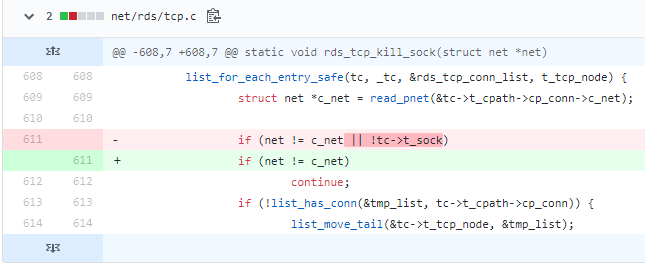 2 net/rds/tcp.c
@@ -608,7 +608,7 @@ static void rds_tcp_kill_sock(struct net *net)
608 608 list_for_each_entry_safe(tc, _tc, &rds_tcp_conn_list, t_tcp_node) {
609 609 struct net *c_net = read_pnet(&tc->t_cpath->cp_conn->c_net);
610 610
611 - if (net != c_net || !tc->t_sock)
611 + if (net != c_net)
612 612 continue;
613 613 if (!list_has_conn(&tmp_list, tc->t_cpath->cp_conn)) {
614 614 list_move_tail(&tc->t_tcp_node, &tmp_list);